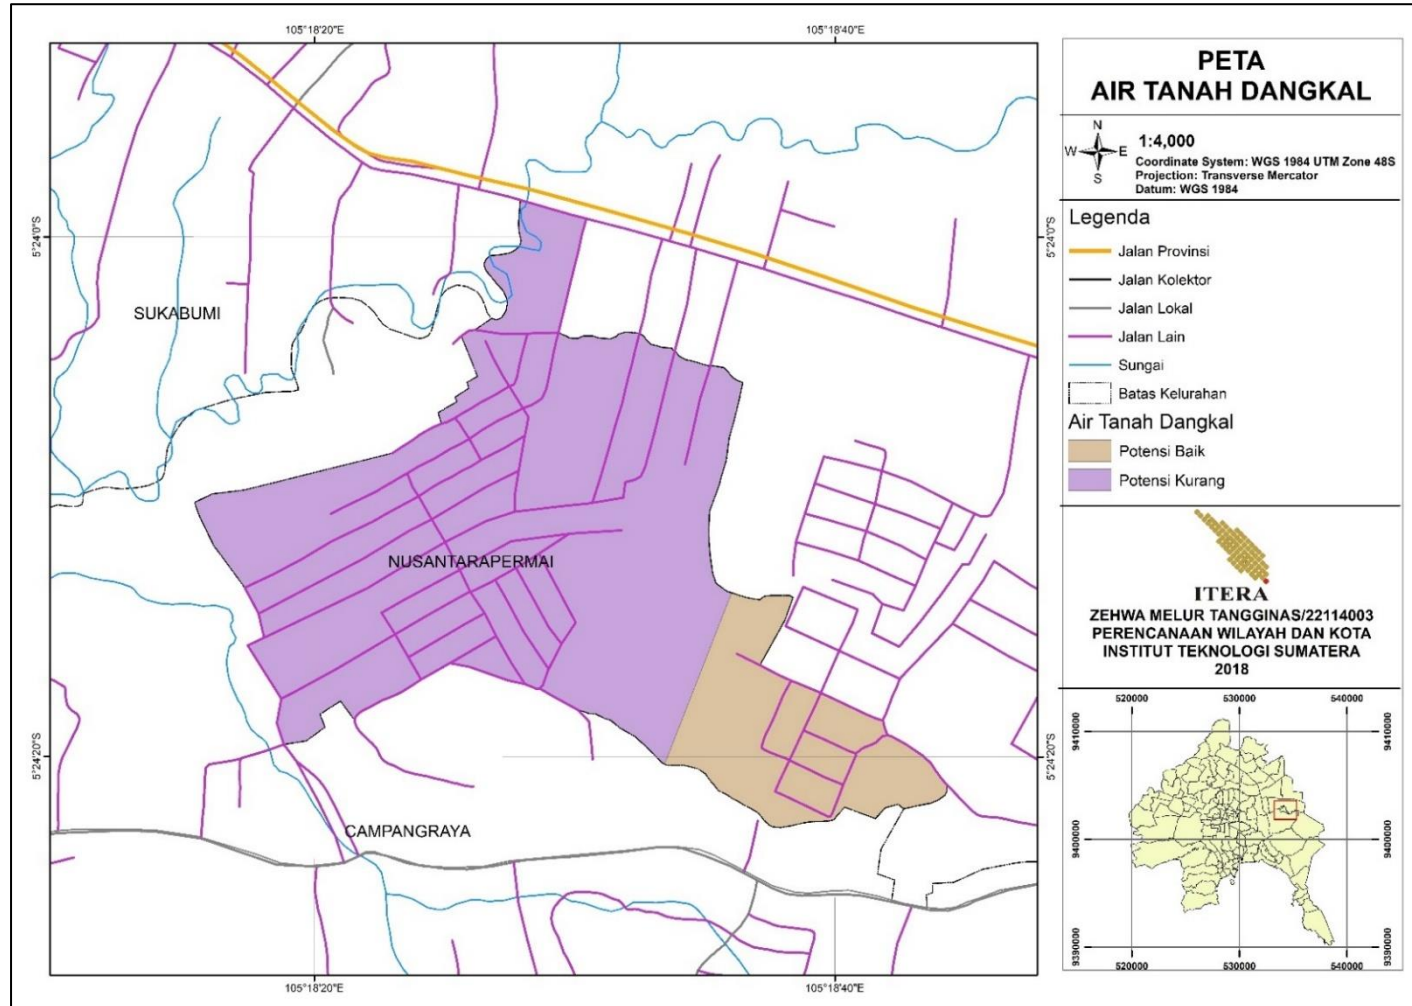 105°18'20"E
105°18'40"E
5°24'0"S
5°24'0"S
SUKABUMI
NUSANTARAPERMAI
5°24'20"S
5°24'20"S
CAMPANGRAYA
105°18'20"E
105°18'40"E
PETA
AIR TANAH DANGKAL
N
W
E
S
1:4,000
Coordinate System: WGS 1984 UTM Zone 48S
Projection: Transverse Mercator
Datum: WGS 1984
Legenda
Jalan Provinsi
Jalan Kolektor
Jalan Lokal
Jalan Lain
Sungai
Batas Kelurahan
Air Tanah Dangkal
Potensi Baik
Potensi Kurang
ITERA
ZEHWA MELUR TANGGINAS/22114003
PERENCANAAN WILAYAH DAN KOTA
INSTITUT TEKNOLOGI SUMATERA
2018
520000
530000
540000
9410000
9410000
9400000
9400000
9390000
9390000
520000
530000
540000